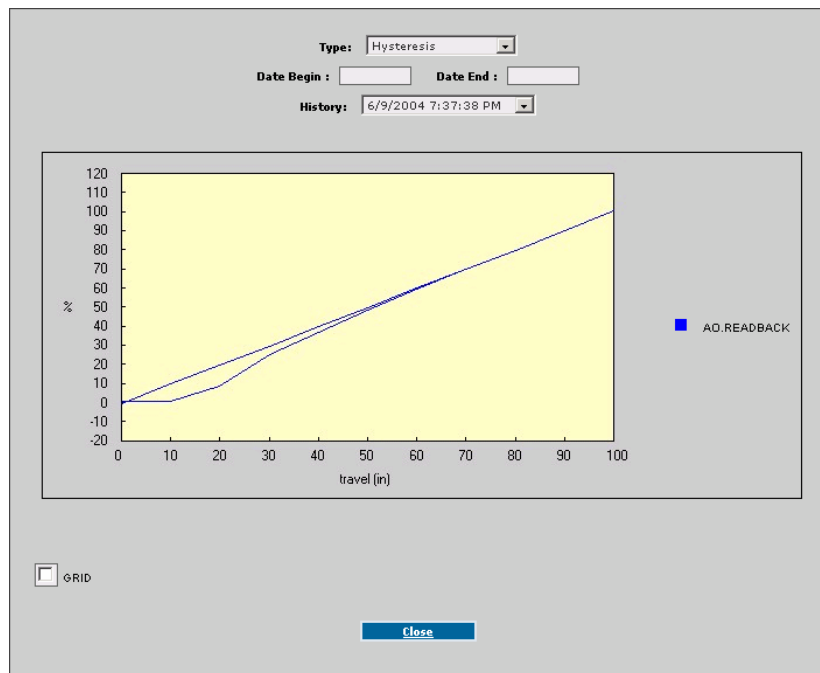 Type: Hysteresis
Date Begin : Date End :
History: 6/9/2004 7:37:38 PM
120
110
100
90
80
70
60
50
40
30
20
10
0
-10
-20
%
0 10 20 30 40 50 60 70 80 90 100
travel (in)
AO.READBACK
GRID
Close